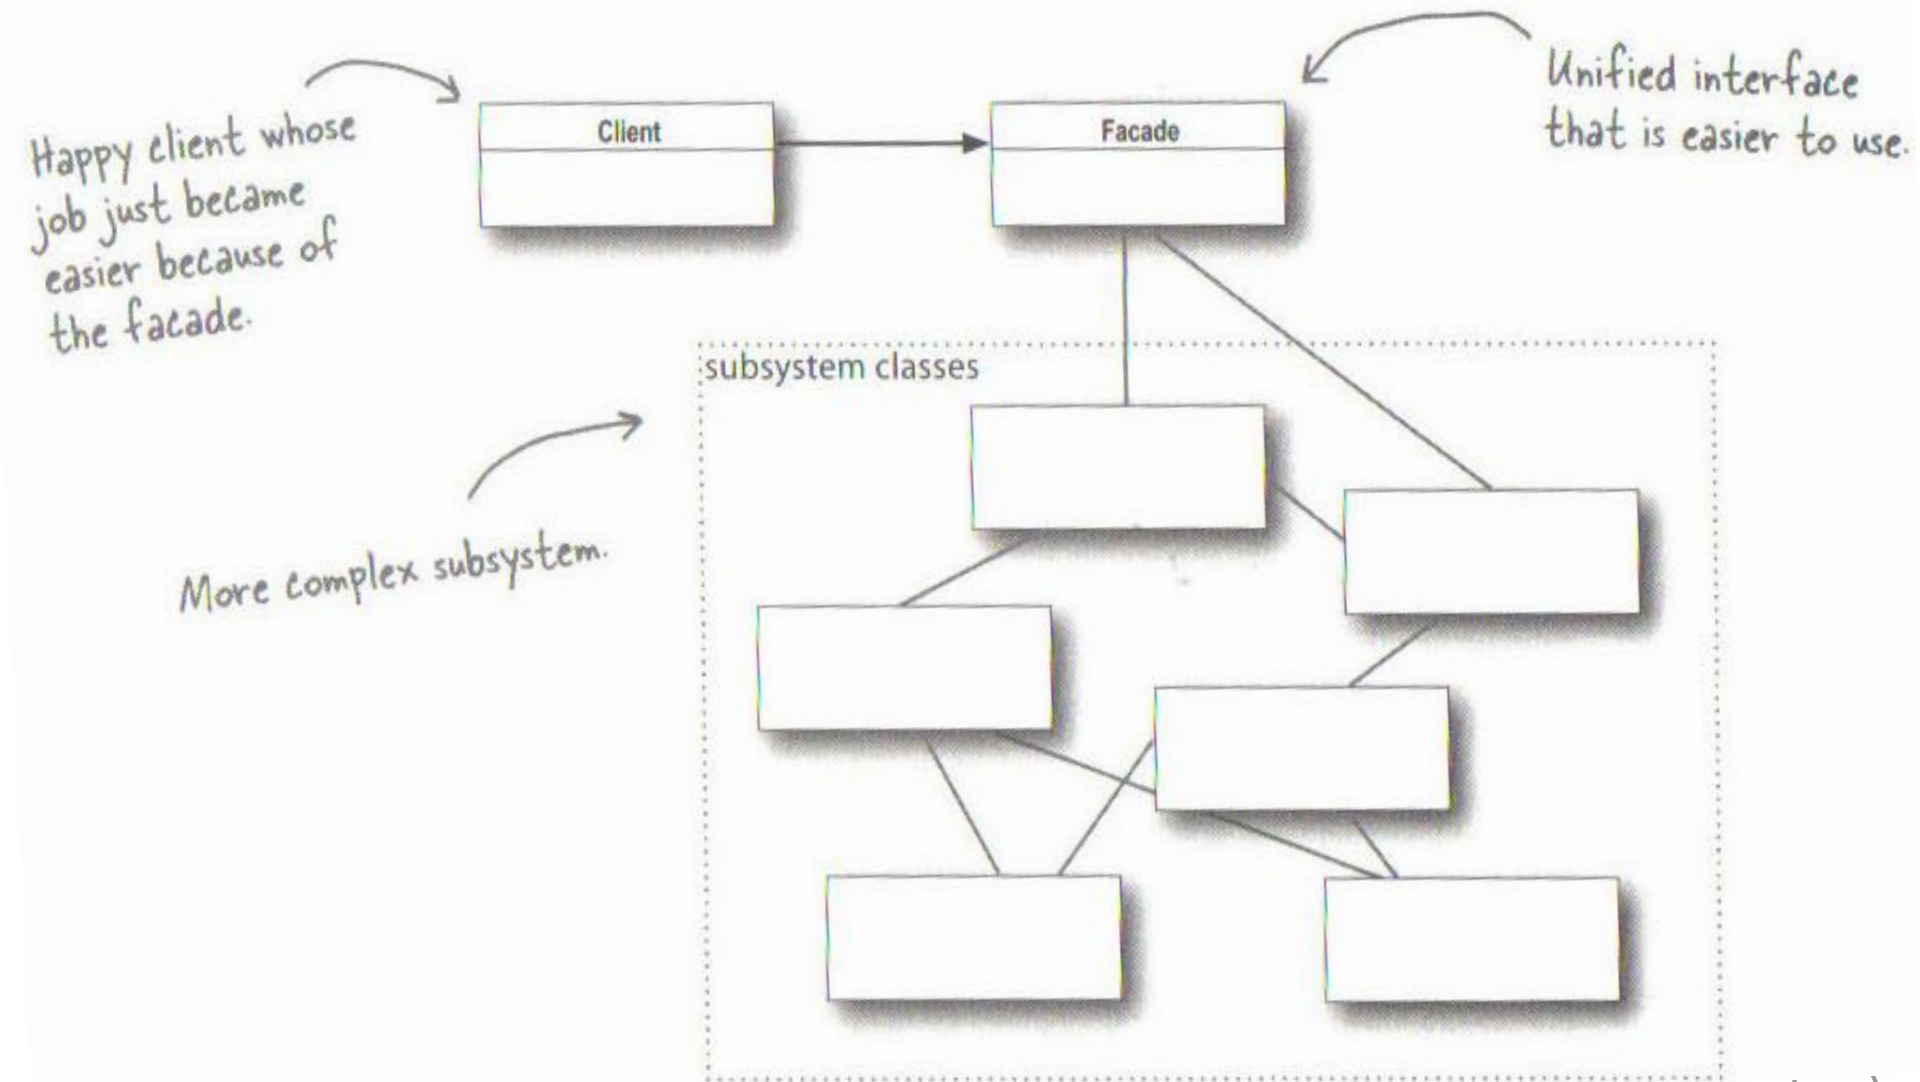 Happy client whose
job just became
easier because of
the facade.
Client
Facade
Unified interface
that is easier to use.
subsystem classes
More complex subsystem.